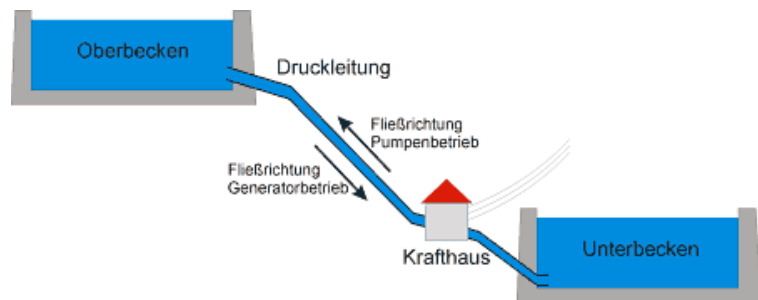 Oberbecken
Druckleitung
Fließrichtung
Pumpenbetrieb
Fließrichtung
Generatorbetrieb
Krafthaus
Unterbecken